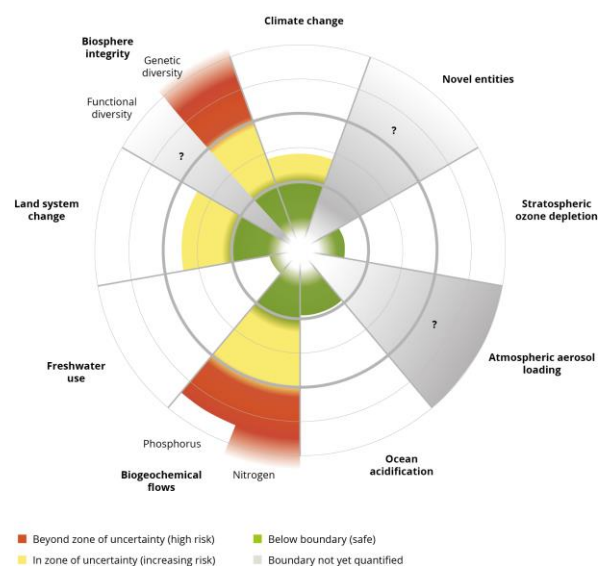 Climate change
Biosphere
integrity
Genetic
diversity
Novel entities
Functional
diversity
?
?
Land system
change
Stratospheric
ozone depletion
?
Atmospheric aerosol
loading
Freshwater
use
Phosphorus
Ocean
acidification
Biogeochemical
flows
Nitrogen
Beyond zone of uncertainty (high risk)
Below boundary (safe)
In zone of uncertainty (increasing risk)
Boundary not yet quantified